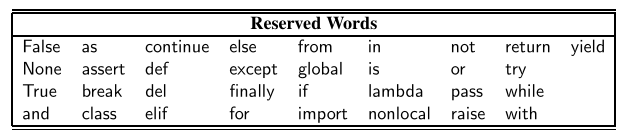 Reserved Words
False as continue else from in not return yield
None assert def except global is or try
True break del finally if lambda pass while
and class elif for import nonlocal raise with